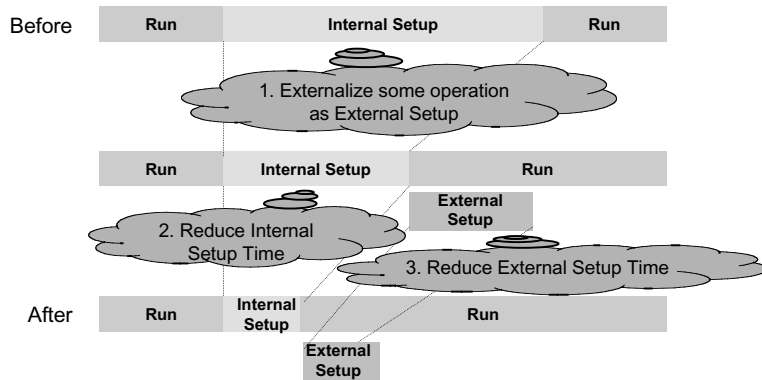 Before
Run
Internal Setup
Run
1. Externalize some operation
as External Setup
Run
Internal Setup
Run
External
Setup
2. Reduce Internal
Setup Time
3. Reduce External Setup Time
After
Run
Internal
Setup
Run
External
Setup